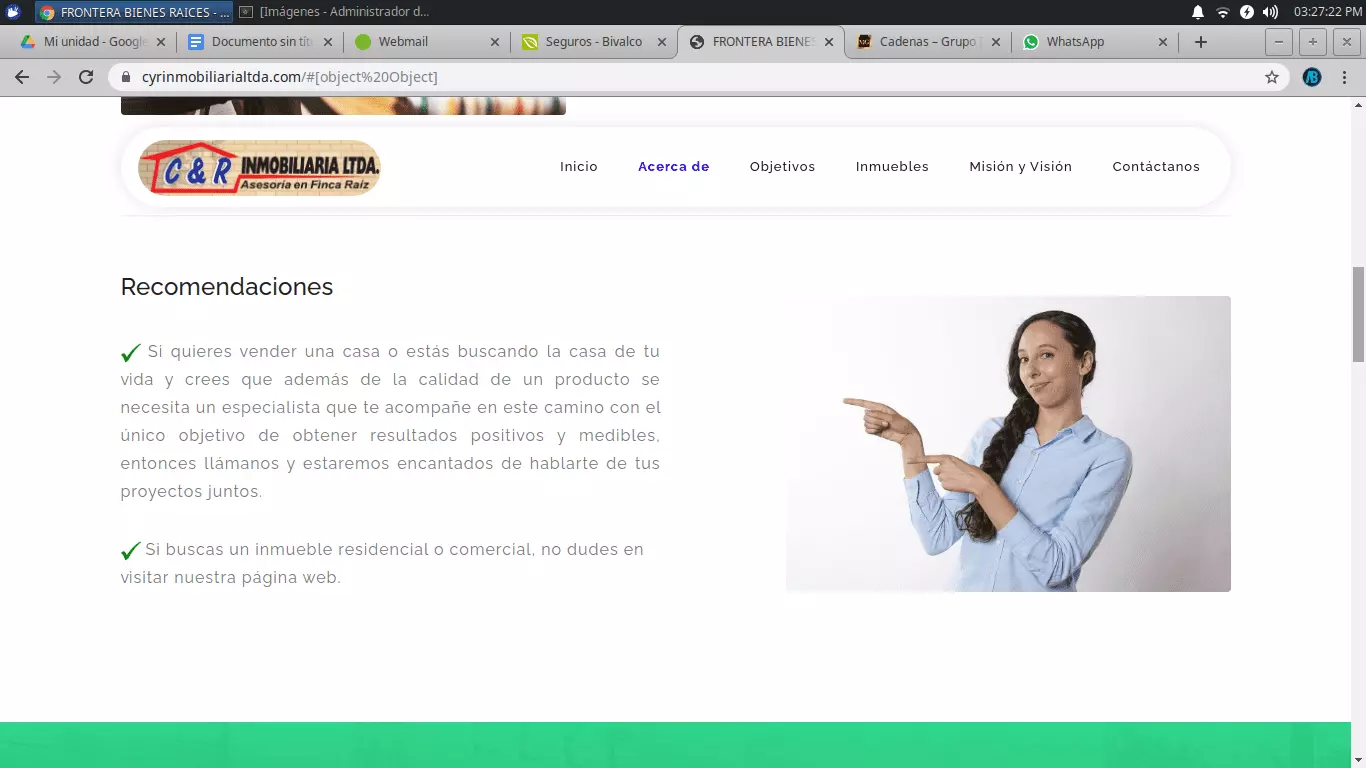 FRONTERA BIENES RAICES - ...
[Imágenes - Administrador d...
03:27:22 PM
Mi unidad - Google
Documento sin títu
Webmail
Seguros - Bivalco
FRONTERA BIENES
Cadenas – Grupo
WhatsApp
cyrinmobiliarialtda.com/#[object%20Object]
C & R INMOBILIARIA LTDA.
Asesoría en Finca Raíz
Inicio
Acerca de
Objetivos
Inmuebles
Misión y Visión
Contáctanos
Recomendaciones
Si quieres vender una casa o estás buscando la casa de tu
vida y crees que además de la calidad de un producto se
necesita un especialista que te acompañe en este camino con el
único objetivo de obtener resultados positivos y medibles,
entonces llámanos y estaremos encantados de hablarte de tus
proyectos juntos.
Si buscas un inmueble residencial o comercial, no dudes en
visitar nuestra página web.